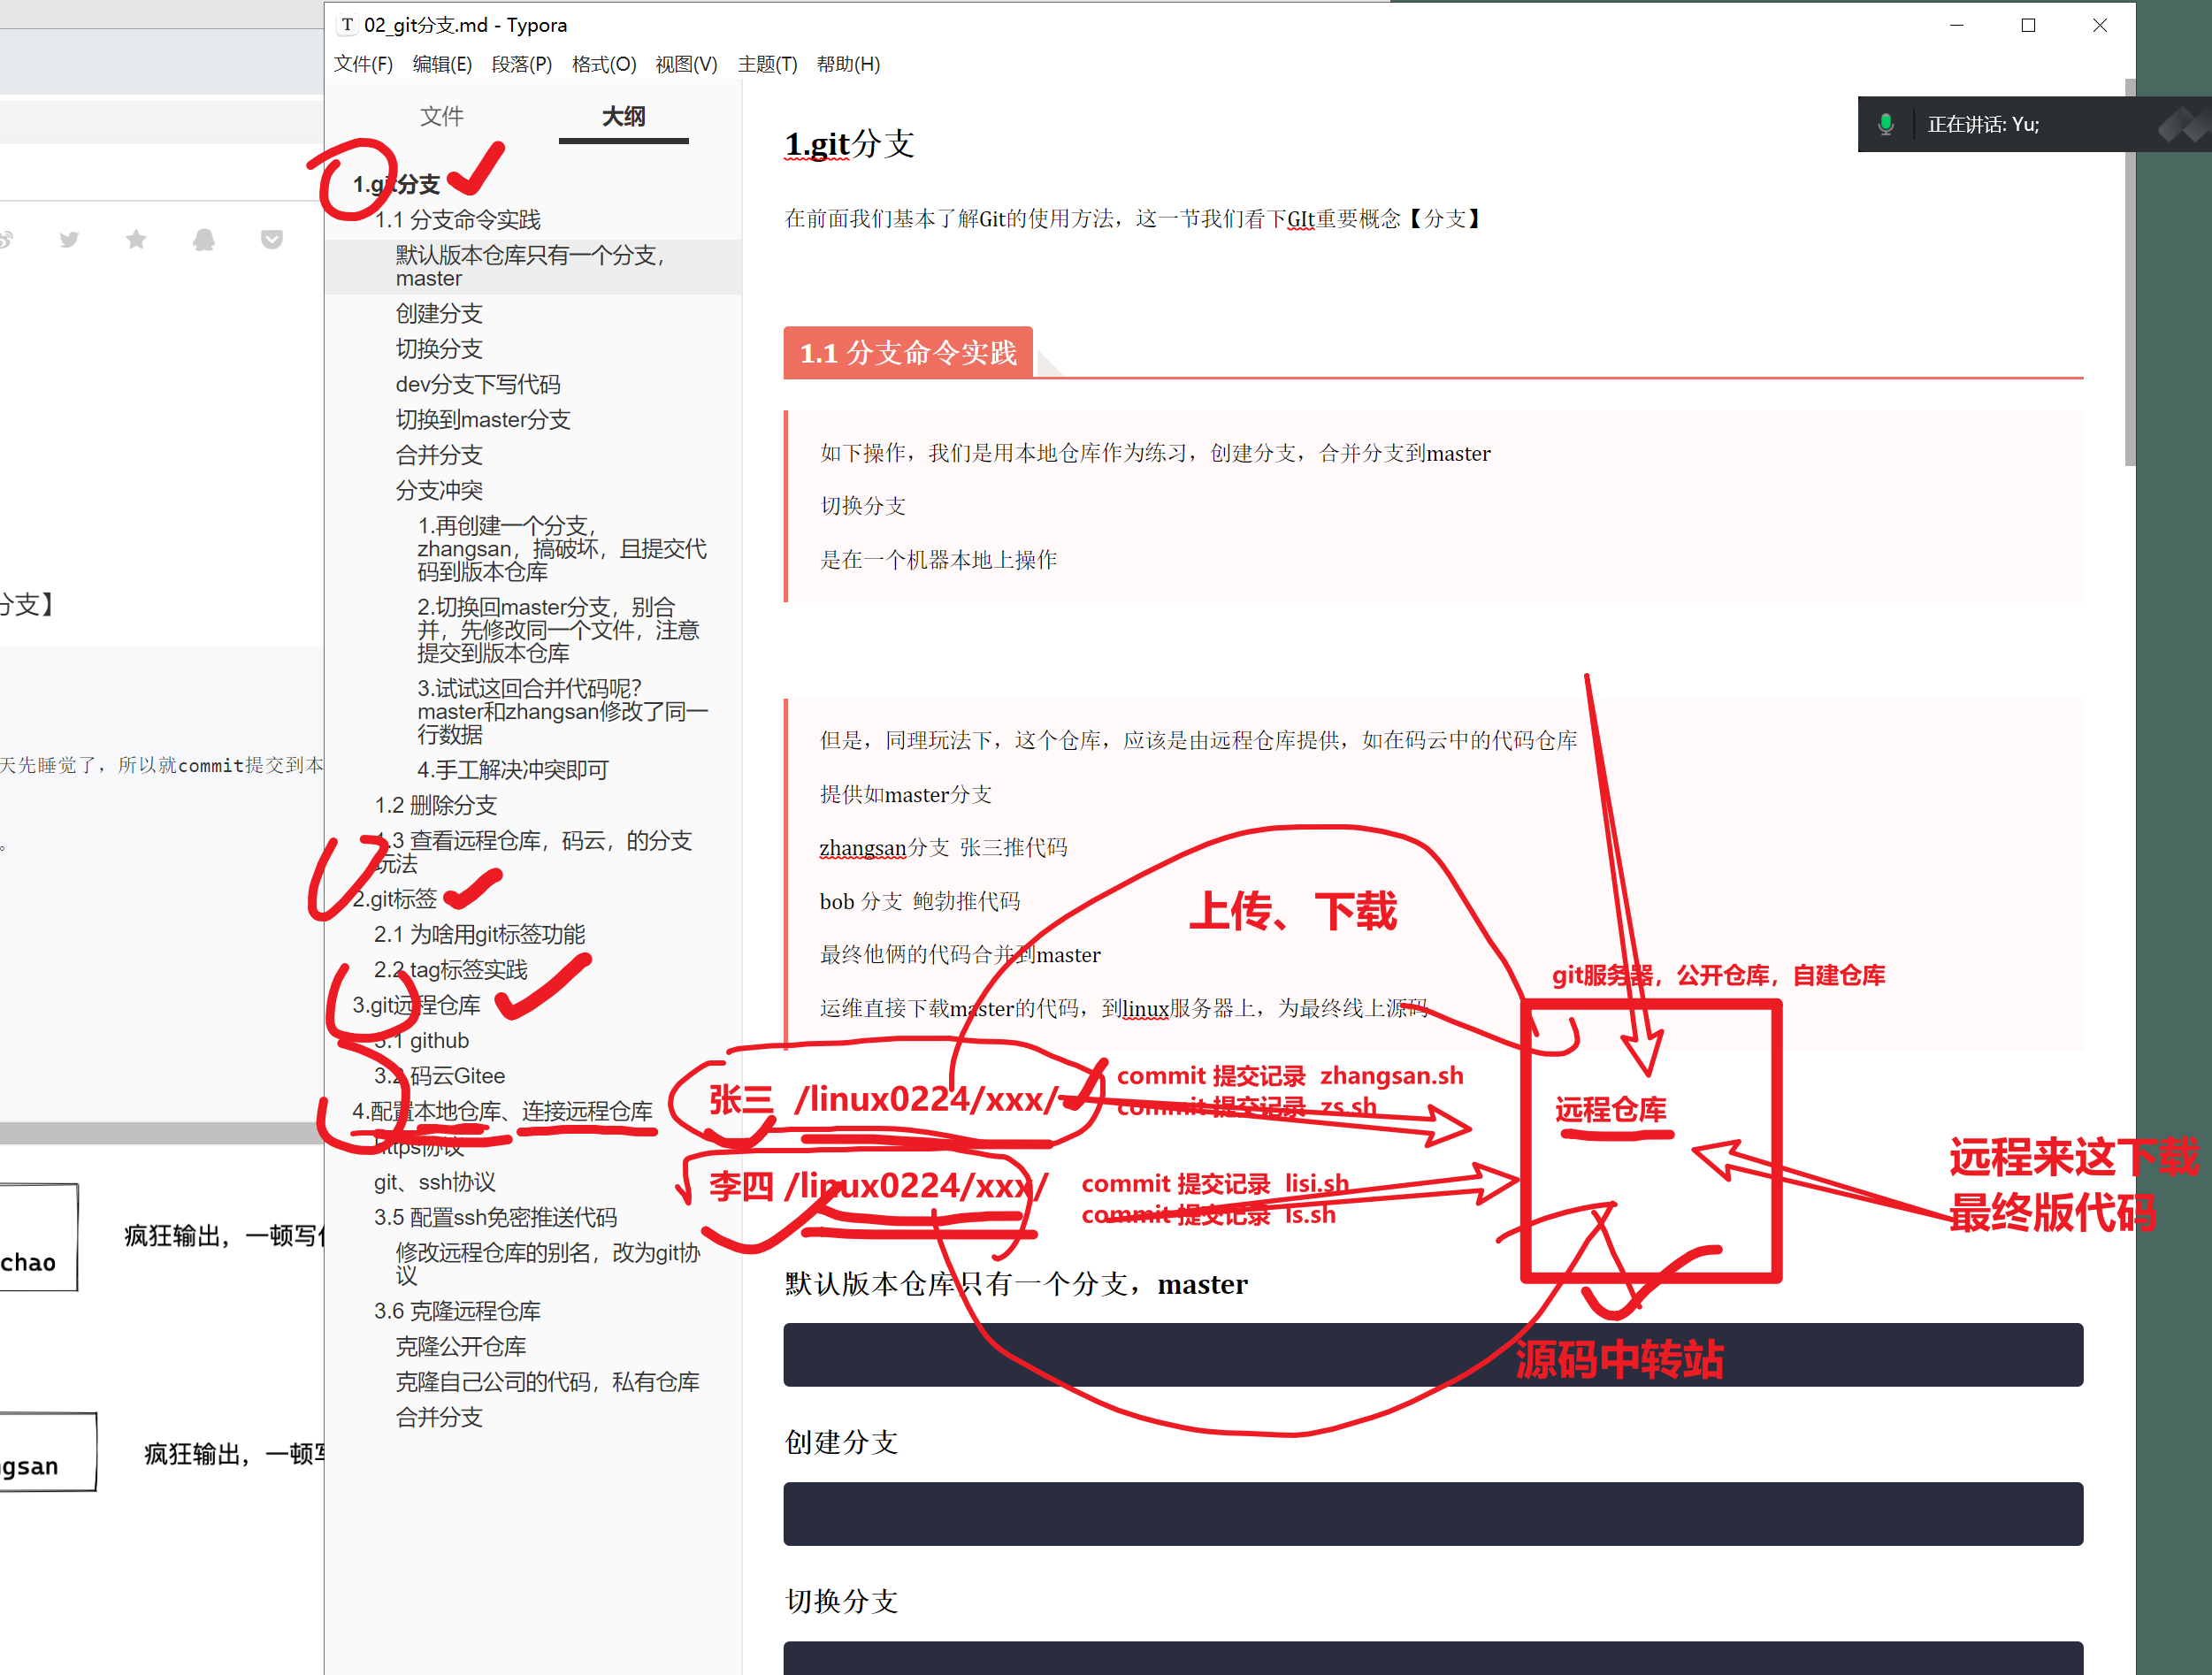 02_git分支.md - Typora
文件(F) 编辑(E) 段落(P) 格式(O) 视图(V) 主题(T) 帮助(H)
文件 大纲
1.git分支
1.1 分支命令实践
默认版本仓库只有一个分支，
master
创建分支
切换分支
dev分支下写代码
切换到master分支
合并分支
分支冲突
1.再创建一个分支，
zhangsan，搞破坏，且提交代
码到版本仓库
2.切换回master分支，别合
并，先修改同一个文件，注意
提交到版本仓库
3.试试这回合并代码呢？
master和zhangsan修改了同一
行数据
4.手工解决冲突即可
1.2 删除分支
1.3 查看远程仓库，码云，的分支
玩法
2.git标签
2.1 为啥用git标签功能
2.2 tag标签实践
3.git远程仓库
3.1 github
3.2 码云Gitee
4.配置本地仓库、连接远程仓库
https协议
git、ssh协议
3.5 配置ssh免密推送代码
修改远程仓库的别名，改为git协
议
3.6 克隆远程仓库
克隆公开仓库
克隆自己公司的代码，私有仓库
合并分支
分支】
天先睡觉了，所以就commit提交到本
。
chao
疯狂输出，一顿写
gsan
疯狂输出，一顿
正在讲话: Yu;
1.git分支
在前面我们基本了解Git的使用方法，这一节我们看下GIt重要概念【分支】
1.1 分支命令实践
如下操作，我们是用本地仓库作为练习，创建分支，合并分支到master
切换分支
是在一个机器本地上操作
但是，同理玩法下，这个仓库，应该是由远程仓库提供，如在码云中的代码仓库
提供如master分支
zhangsan分支 张三推代码
bob 分支 鲍勃推代码
最终他俩的代码合并到master
运维直接下载master的代码，到linux服务器上，为最终线上源码
上传、下载
git服务器，公开仓库，自建仓库
张三 /linux0224/xxx/
commit 提交记录 zhangsan.sh
commit 提交记录 zs.sh
远程仓库
李四 /linux0224/xxx/
commit 提交记录 lisi.sh
commit 提交记录 ls.sh
远程来这下载
最终版代码
默认版本仓库只有一个分支，master
源码中转站
创建分支
切换分支